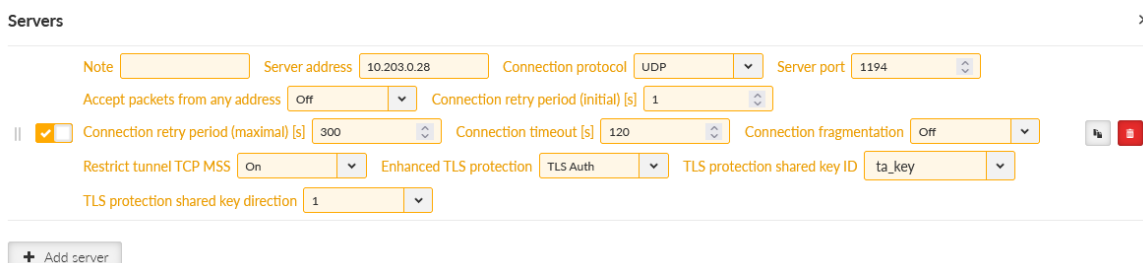 Servers
Note Server address 10.203.0.28 Connection protocol UDP Server port 1194
Accept packets from any address Off Connection retry period (initial) [s] 1
Connection retry period (maximal) [s] 300 Connection timeout [s] 120 Connection fragmentation Off
Restrict tunnel TCP MSS On Enhanced TLS protection TLS Auth TLS protection shared key ID ta_key
TLS protection shared key direction 1
+ Add server